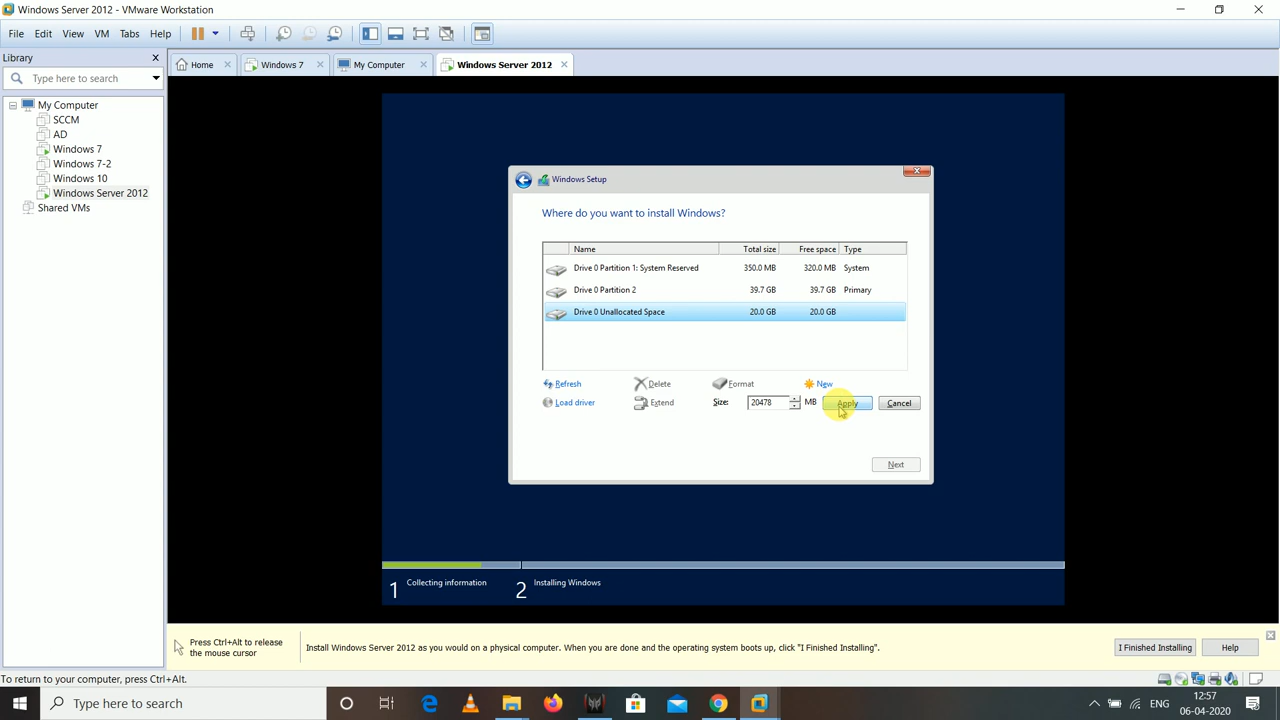 Windows Server 2012 - VMware Workstation
File Edit View VM Tabs Help
Library
Type here to search
Home
Windows 7
My Computer
Windows Server 2012
My Computer
SCCM
AD
Windows 7
Windows 7-2
Windows 10
Windows Server 2012
Shared VMs
Windows Setup
Where do you want to install Windows?
Name Total size Free space Type
Drive 0 Partition 1: System Reserved 350.0 MB 320.0 MB System
Drive 0 Partition 2 39.7 GB 39.7 GB Primary
Drive 0 Unallocated Space 20.0 GB 20.0 GB
Refresh Delete Format New
Load driver Extend Size: 20478 MB Apply Cancel
Next
1 Collecting information 2 Installing Windows
Press Ctrl+Alt to release
the mouse cursor
Install Windows Server 2012 as you would on a physical computer. When you are done and the operating system boots up, click "I Finished Installing".
I Finished Installing Help
To return to your computer, press Ctrl+Alt.
Type here to search
ENG
12:57
06-04-2020